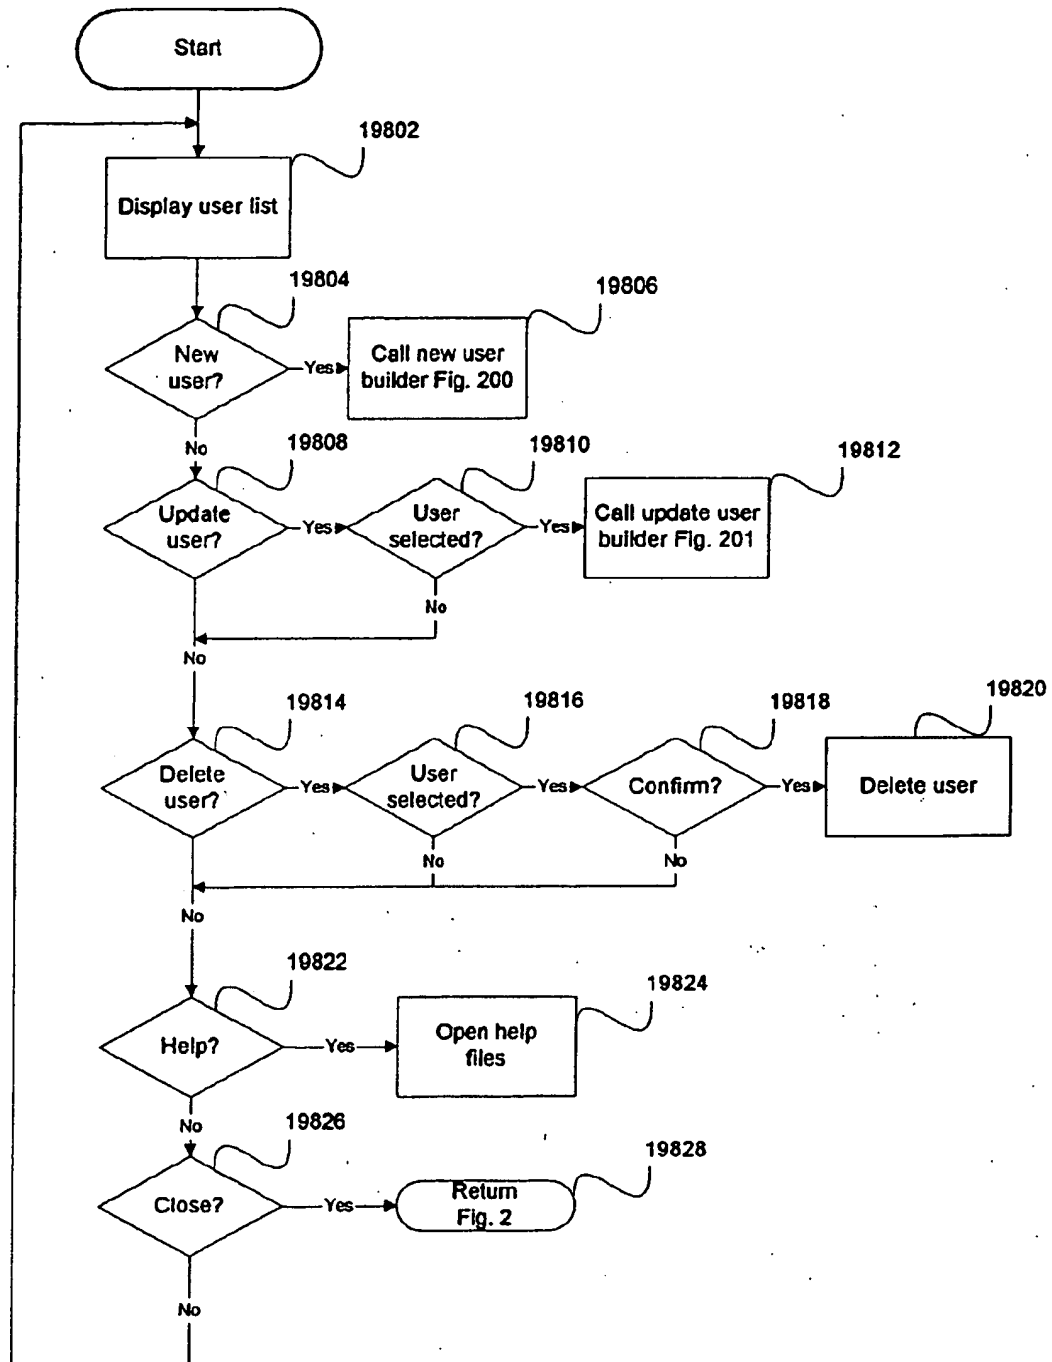 Start
19802
Display user list
19804
19806
New
user?
Yes
Call new user
builder Fig. 200
No
19808
19810
19812
Update
user?
Yes
User
selected?
Yes
Call update user
builder Fig. 201
No
No
19814
19816
19818
19820
Delete
user?
Yes
User
selected?
Yes
Confirm?
Yes
Delete user
No
No
No
19822
19824
Help?
Yes
Open help
files
No
19826
19828
Close?
Yes
Return
Fig. 2
No